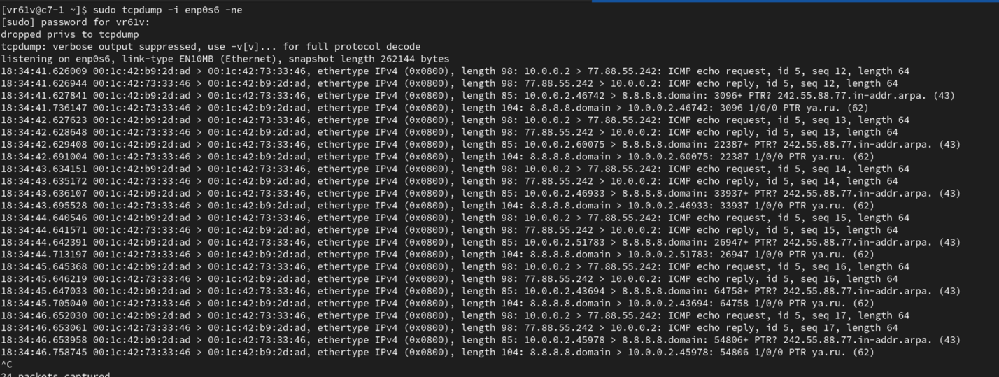 [vr61v@c7-1 ~]$ sudo tcpdump -i enp0s6 -ne
[sudo] password for vr61v:
dropped privs to tcpdump
tcpdump: verbose output suppressed, use -v[v]... for full protocol decode
listening on enp0s6, link-type EN10MB (Ethernet), snapshot length 262144 bytes
18:34:41.626009 00:1c:42:b9:2d:ad > 00:1c:42:73:33:46, ethertype IPv4 (0x0800), length 98: 10.0.0.2 > 77.88.55.242: ICMP echo request, id 5, seq 12, length 64
18:34:41.626944 00:1c:42:73:33:46 > 00:1c:42:b9:2d:ad, ethertype IPv4 (0x0800), length 98: 77.88.55.242 > 10.0.0.2: ICMP echo reply, id 5, seq 12, length 64
18:34:41.627841 00:1c:42:b9:2d:ad > 00:1c:42:73:33:46, ethertype IPv4 (0x0800), length 85: 10.0.0.2.46742 > 8.8.8.8.domain: 3096+ PTR? 242.55.88.77.in-addr.arpa. (43)
18:34:41.736147 00:1c:42:73:33:46 > 00:1c:42:b9:2d:ad, ethertype IPv4 (0x0800), length 104: 8.8.8.8.domain > 10.0.0.2.46742: 3096 1/0/0 PTR ya.ru. (62)
18:34:42.627623 00:1c:42:b9:2d:ad > 00:1c:42:73:33:46, ethertype IPv4 (0x0800), length 98: 10.0.0.2 > 77.88.55.242: ICMP echo request, id 5, seq 13, length 64
18:34:42.628648 00:1c:42:73:33:46 > 00:1c:42:b9:2d:ad, ethertype IPv4 (0x0800), length 98: 77.88.55.242 > 10.0.0.2: ICMP echo reply, id 5, seq 13, length 64
18:34:42.629408 00:1c:42:b9:2d:ad > 00:1c:42:73:33:46, ethertype IPv4 (0x0800), length 85: 10.0.0.2.60075 > 8.8.8.8.domain: 22387+ PTR? 242.55.88.77.in-addr.arpa. (43)
18:34:42.691004 00:1c:42:73:33:46 > 00:1c:42:b9:2d:ad, ethertype IPv4 (0x0800), length 104: 8.8.8.8.domain > 10.0.0.2.60075: 22387 1/0/0 PTR ya.ru. (62)
18:34:43.634151 00:1c:42:b9:2d:ad > 00:1c:42:73:33:46, ethertype IPv4 (0x0800), length 98: 10.0.0.2 > 77.88.55.242: ICMP echo request, id 5, seq 14, length 64
18:34:43.635172 00:1c:42:73:33:46 > 00:1c:42:b9:2d:ad, ethertype IPv4 (0x0800), length 98: 77.88.55.242 > 10.0.0.2: ICMP echo reply, id 5, seq 14, length 64
18:34:43.636107 00:1c:42:b9:2d:ad > 00:1c:42:73:33:46, ethertype IPv4 (0x0800), length 85: 10.0.0.2.46933 > 8.8.8.8.domain: 33937+ PTR? 242.55.88.77.in-addr.arpa. (43)
18:34:43.695528 00:1c:42:73:33:46 > 00:1c:42:b9:2d:ad, ethertype IPv4 (0x0800), length 104: 8.8.8.8.domain > 10.0.0.2.46933: 33937 1/0/0 PTR ya.ru. (62)
18:34:44.640546 00:1c:42:b9:2d:ad > 00:1c:42:73:33:46, ethertype IPv4 (0x0800), length 98: 10.0.0.2 > 77.88.55.242: ICMP echo request, id 5, seq 15, length 64
18:34:44.641571 00:1c:42:73:33:46 > 00:1c:42:b9:2d:ad, ethertype IPv4 (0x0800), length 98: 77.88.55.242 > 10.0.0.2: ICMP echo reply, id 5, seq 15, length 64
18:34:44.642391 00:1c:42:b9:2d:ad > 00:1c:42:73:33:46, ethertype IPv4 (0x0800), length 85: 10.0.0.2.51783 > 8.8.8.8.domain: 26947+ PTR? 242.55.88.77.in-addr.arpa. (43)
18:34:44.713197 00:1c:42:73:33:46 > 00:1c:42:b9:2d:ad, ethertype IPv4 (0x0800), length 104: 8.8.8.8.domain > 10.0.0.2.51783: 26947 1/0/0 PTR ya.ru. (62)
18:34:45.645368 00:1c:42:b9:2d:ad > 00:1c:42:73:33:46, ethertype IPv4 (0x0800), length 98: 10.0.0.2 > 77.88.55.242: ICMP echo request, id 5, seq 16, length 64
18:34:45.646219 00:1c:42:73:33:46 > 00:1c:42:b9:2d:ad, ethertype IPv4 (0x0800), length 98: 77.88.55.242 > 10.0.0.2: ICMP echo reply, id 5, seq 16, length 64
18:34:45.647033 00:1c:42:b9:2d:ad > 00:1c:42:73:33:46, ethertype IPv4 (0x0800), length 85: 10.0.0.2.43694 > 8.8.8.8.domain: 64758+ PTR? 242.55.88.77.in-addr.arpa. (43)
18:34:45.705040 00:1c:42:73:33:46 > 00:1c:42:b9:2d:ad, ethertype IPv4 (0x0800), length 104: 8.8.8.8.domain > 10.0.0.2.43694: 64758 1/0/0 PTR ya.ru. (62)
18:34:46.652030 00:1c:42:b9:2d:ad > 00:1c:42:73:33:46, ethertype IPv4 (0x0800), length 98: 10.0.0.2 > 77.88.55.242: ICMP echo request, id 5, seq 17, length 64
18:34:46.653061 00:1c:42:73:33:46 > 00:1c:42:b9:2d:ad, ethertype IPv4 (0x0800), length 98: 77.88.55.242 > 10.0.0.2: ICMP echo reply, id 5, seq 17, length 64
18:34:46.653958 00:1c:42:b9:2d:ad > 00:1c:42:73:33:46, ethertype IPv4 (0x0800), length 85: 10.0.0.2.45978 > 8.8.8.8.domain: 54806+ PTR? 242.55.88.77.in-addr.arpa. (43)
18:34:46.758745 00:1c:42:73:33:46 > 00:1c:42:b9:2d:ad, ethertype IPv4 (0x0800), length 104: 8.8.8.8.domain > 10.0.0.2.45978: 54806 1/0/0 PTR ya.ru. (62)
^C
24 packets captured